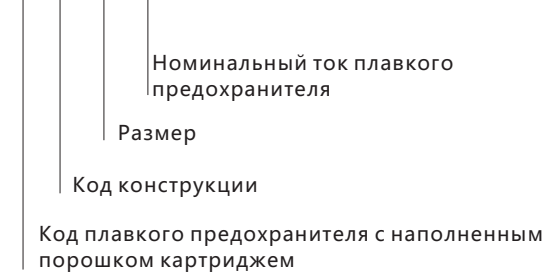 Номинальный ток плавкого
предохранителя
Размер
Код конструкции
Код плавкого предохранителя с наполненным
порошком картриджем